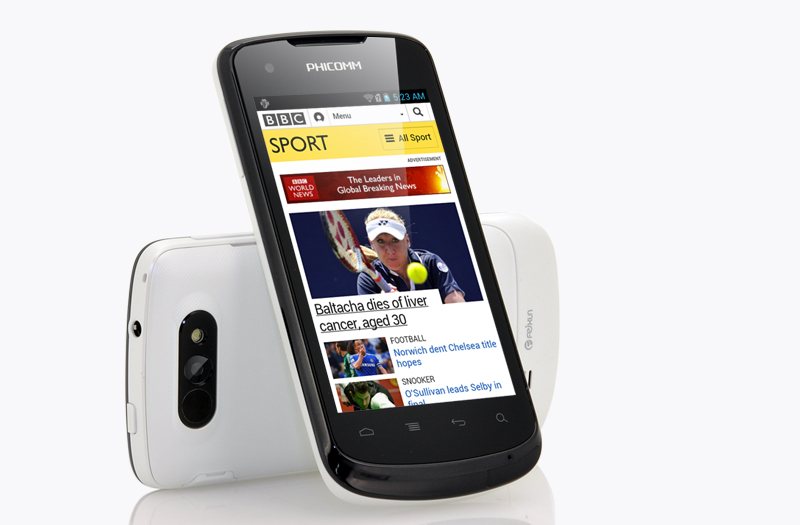 PHICOMM
5:23 AM
BBC Menu
SPORT All Sport
ADVERTISEMENT
BBC
WORLD
NEWS
The Leaders in
Global Breaking News
Baltacha dies of liver
cancer, aged 30
FOOTBALL
Norwich dent Chelsea title
hopes
SNOOKER
O'Sullivan leads Selby in
final
FEIXUN